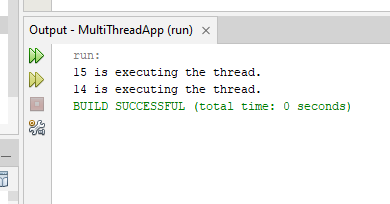 Output - MultiThreadApp (run) ×
run:
15 is executing the thread.
14 is executing the thread.
BUILD SUCCESSFUL (total time: 0 seconds)